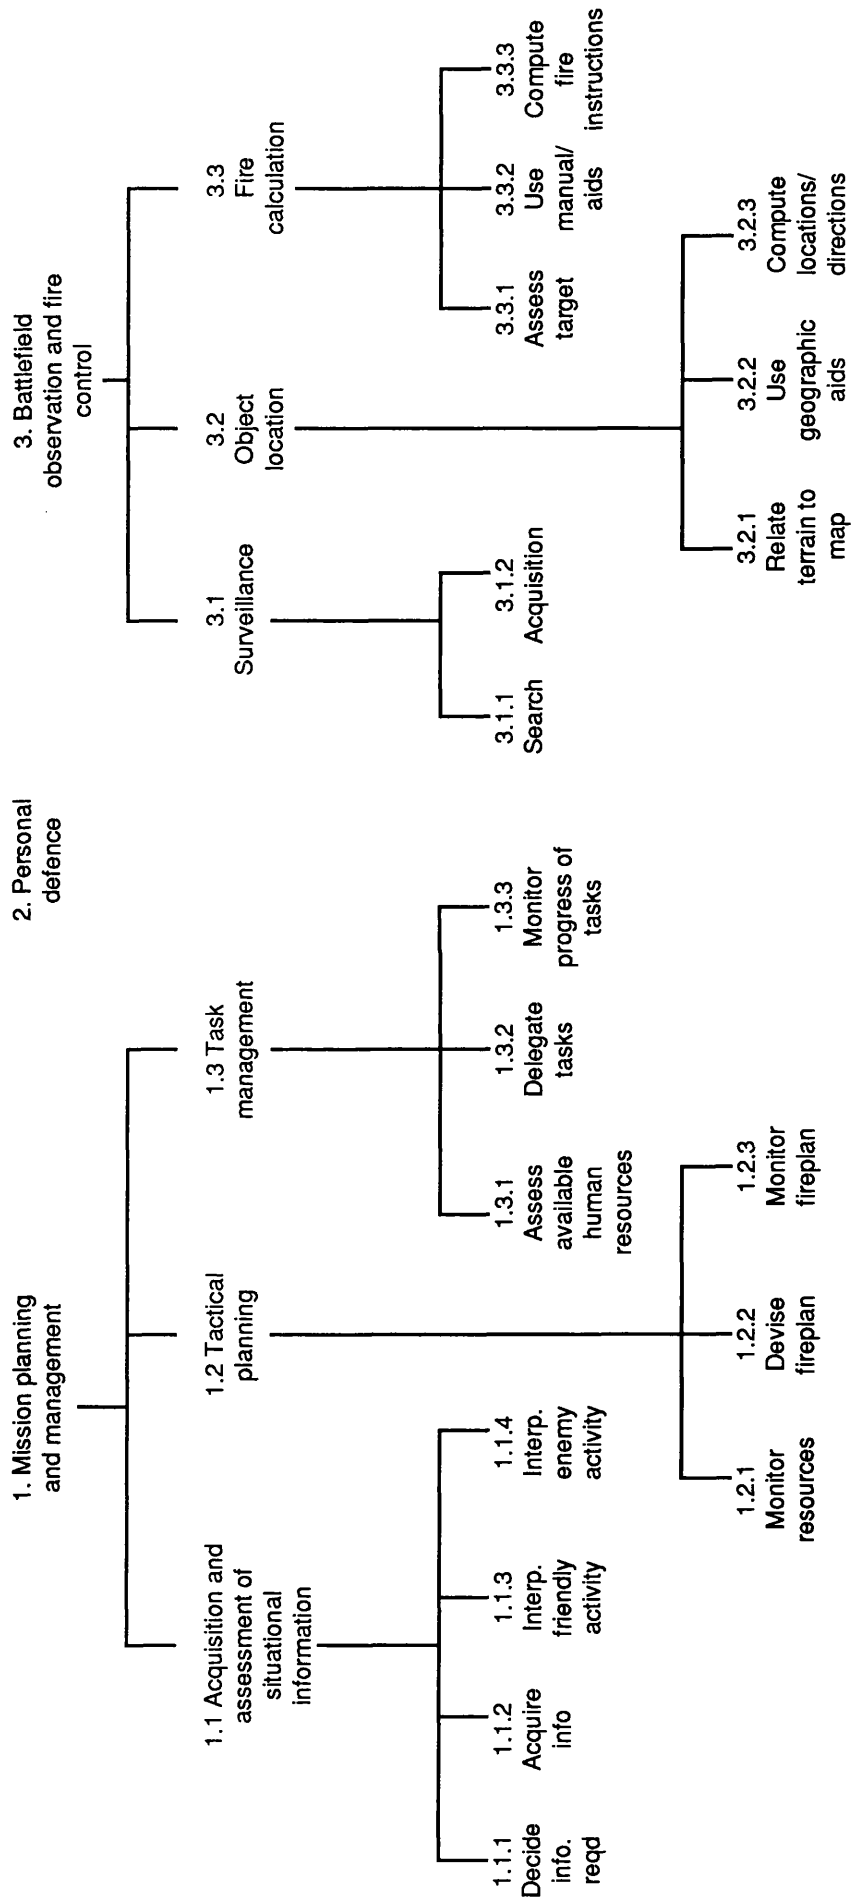 1. Mission planning
and management
1.1 Acquisition and
assessment of
situational
information
1.1.1
Decide
info.
reqd
1.1.2
Acquire
info
1.1.3
Interp.
friendly
activity
1.1.4
Interp.
enemy
activity
1.2 Tactical
planning
1.2.1
Monitor
resources
1.2.2
Devise
fireplan
1.2.3
Monitor
fireplan
1.3 Task
management
1.3.1
Assess
available
human
resources
1.3.2
Delegate
tasks
1.3.3
Monitor
progress of
tasks
2. Personal
defence
3. Battlefield
observation and fire
control
3.1
Surveillance
3.1.1
Search
3.1.2
Acquisition
3.2
Object
location
3.2.1
Relate
terrain to
map
3.2.2
Use
geographic
aids
3.2.3
Compute
locations/
directions
3.3
Fire
calculation
3.3.1
Assess
target
3.3.2
Use
manual/
aids
3.3.3
Compute
fire
instructions